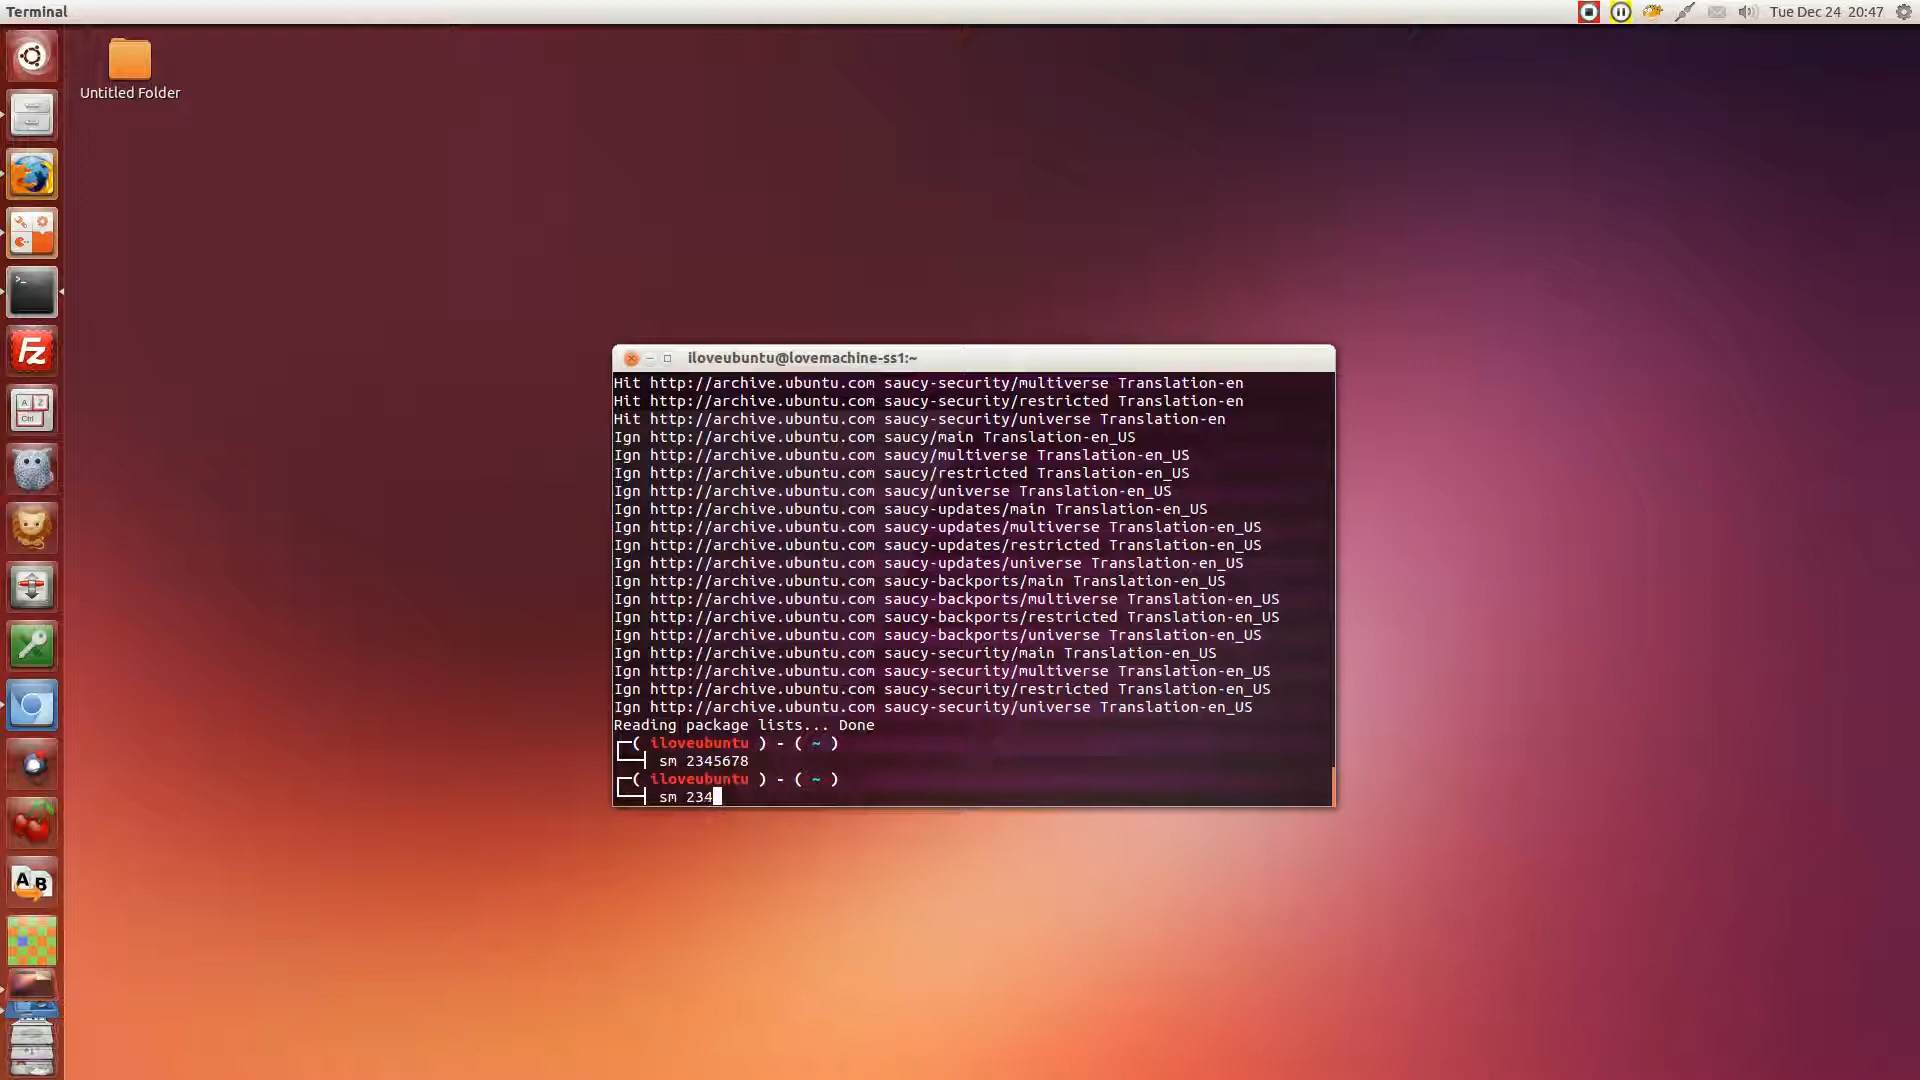 Terminal
Tue Dec 24 20:47
Untitled Folder
iloveubuntu@lovemachine-ss1:~
Hit http://archive.ubuntu.com saucy-security/multiverse Translation-en
Hit http://archive.ubuntu.com saucy-security/restricted Translation-en
Hit http://archive.ubuntu.com saucy-security/universe Translation-en
Ign http://archive.ubuntu.com saucy/main Translation-en_US
Ign http://archive.ubuntu.com saucy/multiverse Translation-en_US
Ign http://archive.ubuntu.com saucy/restricted Translation-en_US
Ign http://archive.ubuntu.com saucy/universe Translation-en_US
Ign http://archive.ubuntu.com saucy-updates/main Translation-en_US
Ign http://archive.ubuntu.com saucy-updates/multiverse Translation-en_US
Ign http://archive.ubuntu.com saucy-updates/restricted Translation-en_US
Ign http://archive.ubuntu.com saucy-updates/universe Translation-en_US
Ign http://archive.ubuntu.com saucy-backports/main Translation-en_US
Ign http://archive.ubuntu.com saucy-backports/multiverse Translation-en_US
Ign http://archive.ubuntu.com saucy-backports/restricted Translation-en_US
Ign http://archive.ubuntu.com saucy-backports/universe Translation-en_US
Ign http://archive.ubuntu.com saucy-security/main Translation-en_US
Ign http://archive.ubuntu.com saucy-security/multiverse Translation-en_US
Ign http://archive.ubuntu.com saucy-security/restricted Translation-en_US
Ign http://archive.ubuntu.com saucy-security/universe Translation-en_US
Reading package lists... Done
┌─( iloveubuntu ) - ( ~ )
└──┤ sm 2345678
┌─( iloveubuntu ) - ( ~ )
└──┤ sm 234
Fz
A Z
Ctrl
A B